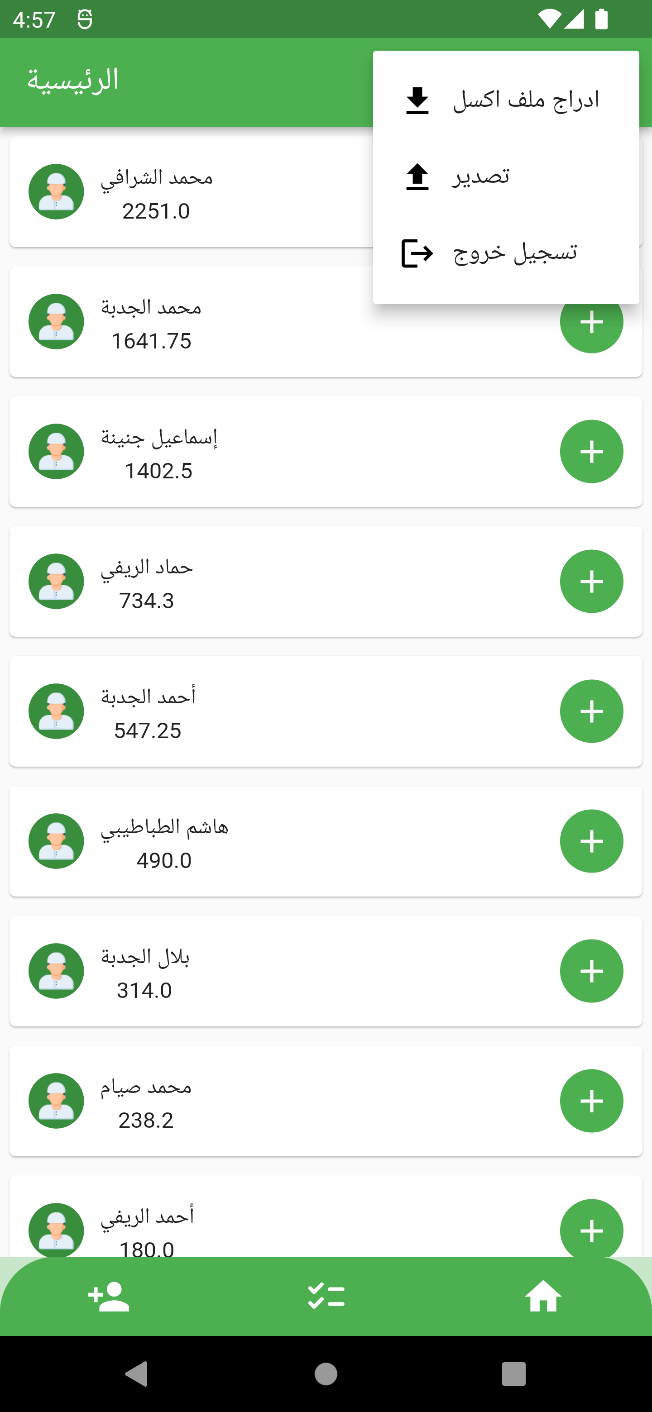 4:57
الرئيسية
ادراج ملف اكسل
تصدير
تسجيل خروج
محمد الشرافي
2251.0
محمد الجدبة
1641.75
إسماعيل جنينة
1402.5
حماد الريفي
734.3
أحمد الجدبة
547.25
هاشم الطباطيبي
490.0
بلال الجدبة
314.0
محمد صيام
238.2
أحمد الريفي
180.0